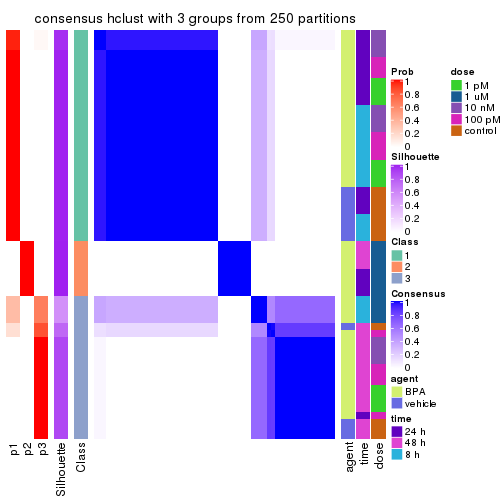 consensus hclust with 3 groups from 250 partitions
Prob
1
0.8
0.6
0.4
0.2
0
Silhouette
1
0.8
0.6
0.4
0.2
0
Class
1
2
3
Consensus
1
0.8
0.6
0.4
0.2
0
agent
BPA
vehicle
time
24 h
48 h
8 h
dose
1 pM
1 uM
10 nM
100 pM
control
p1
p2
p3
Silhouette
Class
agent
time
dose